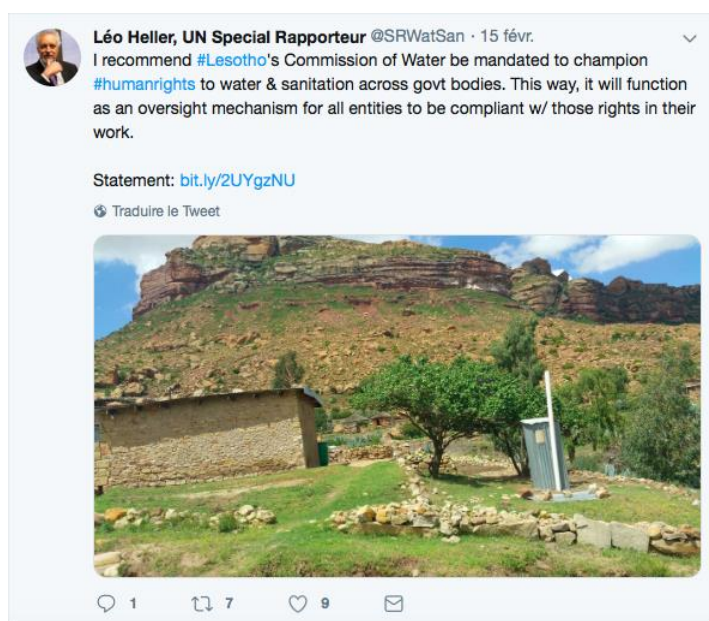 Léo Heller, UN Special Rapporteur @SRWatSan · 15 févr.
I recommend #Lesotho's Commission of Water be mandated to champion
#humanrights to water & sanitation across govt bodies. This way, it will function
as an oversight mechanism for all entities to be compliant w/ those rights in their
work.
Statement: bit.ly/2UYgzNU
Traduire le Tweet
1 7 9